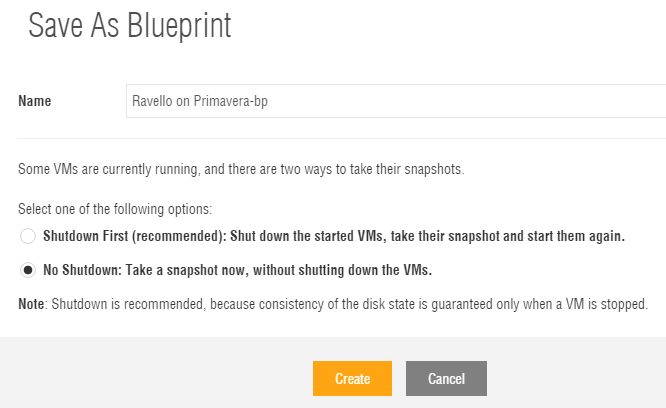 Save As Blueprint
Name
Ravello on Primavera-bp
Some VMs are currently running, and there are two ways to take their snapshots.
Select one of the following options:
Shutdown First (recommended): Shut down the started VMs, take their snapshot and start them again.
No Shutdown: Take a snapshot now, without shutting down the VMs.
Note: Shutdown is recommended, because consistency of the disk state is guaranteed only when a VM is stopped.
Create
Cancel